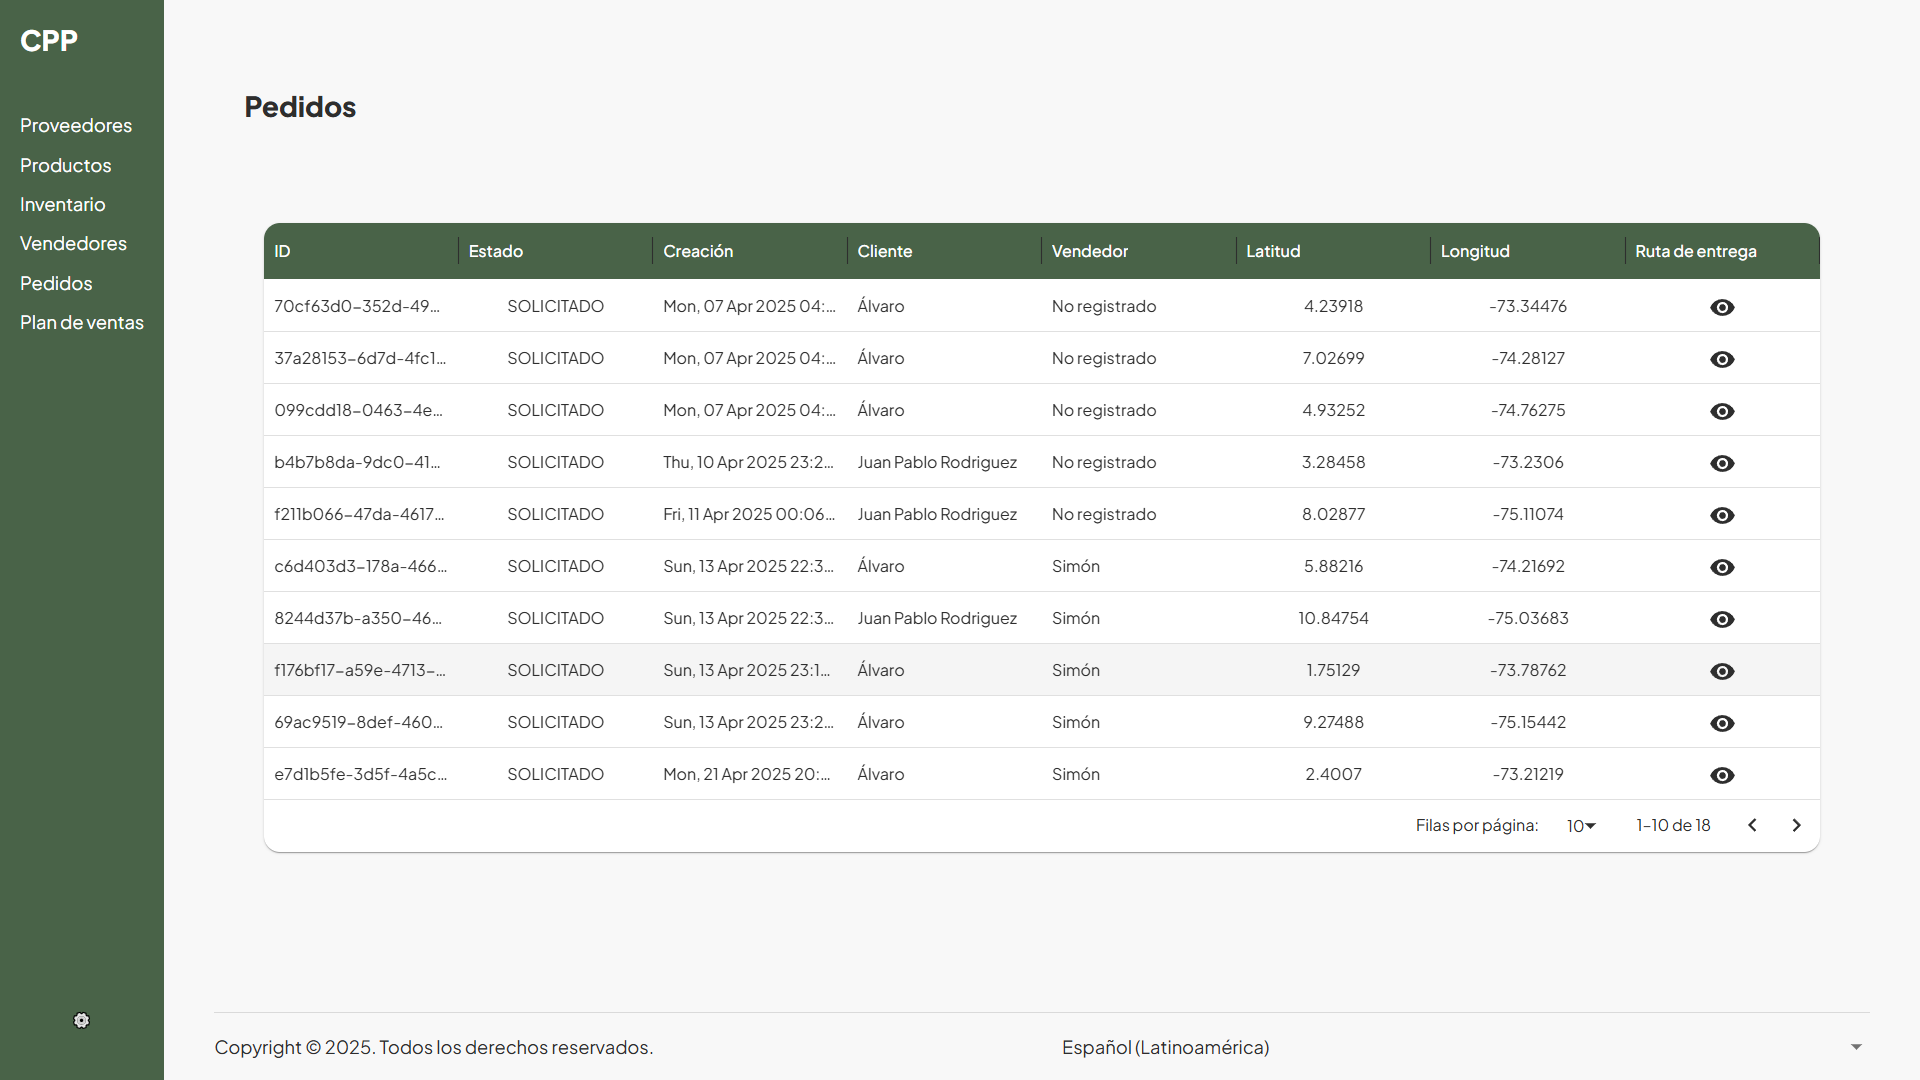 CPP
Proveedores
Productos
Inventario
Vendedores
Pedidos
Plan de ventas
Pedidos
ID Estado Creación Cliente Vendedor Latitud Longitud Ruta de entrega
70cf63d0-352d-49... SOLICITADO Mon, 07 Apr 2025 04:... Álvaro No registrado 4.23918 -73.34476
37a28153-6d7d-4fc1... SOLICITADO Mon, 07 Apr 2025 04:... Álvaro No registrado 7.02699 -74.28127
099cdd18-0463-4e... SOLICITADO Mon, 07 Apr 2025 04:... Álvaro No registrado 4.93252 -74.76275
b4b7b8da-9dc0-41... SOLICITADO Thu, 10 Apr 2025 23:2... Juan Pablo Rodriguez No registrado 3.28458 -73.2306
f211b066-47da-4617... SOLICITADO Fri, 11 Apr 2025 00:06... Juan Pablo Rodriguez No registrado 8.02877 -75.11074
c6d403d3-178a-466... SOLICITADO Sun, 13 Apr 2025 22:3... Álvaro Simón 5.88216 -74.21692
8244d37b-a350-46... SOLICITADO Sun, 13 Apr 2025 22:3... Juan Pablo Rodriguez Simón 10.84754 -75.03683
f176bf17-a59e-4713-... SOLICITADO Sun, 13 Apr 2025 23:1... Álvaro Simón 1.75129 -73.78762
69ac9519-8def-460... SOLICITADO Sun, 13 Apr 2025 23:2... Álvaro Simón 9.27488 -75.15442
e7d1b5fe-3d5f-4a5c... SOLICITADO Mon, 21 Apr 2025 20:... Álvaro Simón 2.4007 -73.21219
Filas por página: 10 1-10 de 18
Copyright © 2025. Todos los derechos reservados. Español (Latinoamérica)